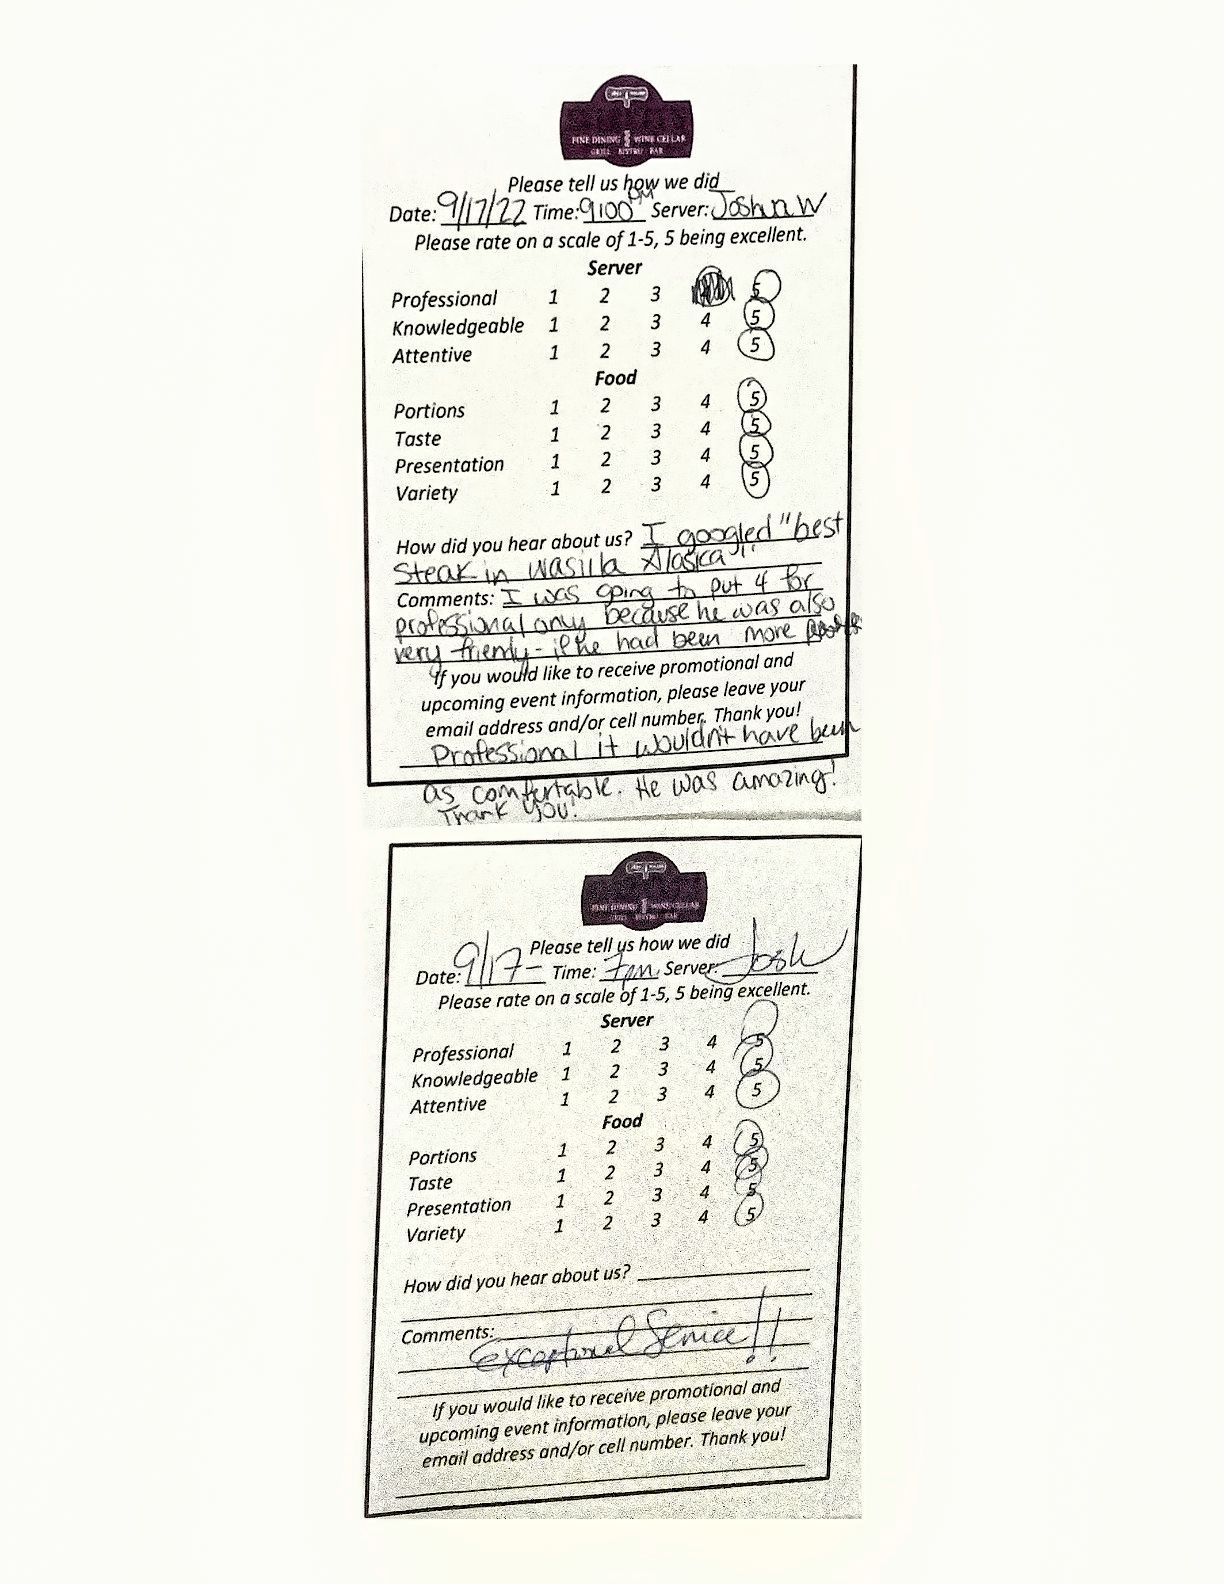 FINE DINING WINE CELLAR
GRILL BISTRO BAR
Please tell us how we did
Date: 9/17/22 Time: 9:00 PM Server: Joshua W
Please rate on a scale of 1-5, 5 being excellent.
Server
Professional 1 2 3 5
Knowledgeable 1 2 3 4 5
Attentive 1 2 3 4 5
Food
Portions 1 2 3 4 5
Taste 1 2 3 4 5
Presentation 1 2 3 4 5
Variety 1 2 3 4 5
How did you hear about us? I googled "best
steak in Wasilla Alaska"
Comments: I was going to put 4 for
professional only because he was also
very friendly - if he had been more
If you would like to receive promotional and
upcoming event information, please leave your
email address and/or cell number. Thank you!
Professional it wouldn't have been
as comfortable. He was amazing!
Thank you!
FINE DINING WINE CELLAR
GRILL BISTRO BAR
Please tell us how we did
Date: 9/17 - Time: 7pm Server: Josh
Please rate on a scale of 1-5, 5 being excellent.
Server
Professional 1 2 3 4 5
Knowledgeable 1 2 3 4 5
Attentive 1 2 3 4 5
Food
Portions 1 2 3 4 5
Taste 1 2 3 4 5
Presentation 1 2 3 4 5
Variety 1 2 3 4 5
How did you hear about us?
Comments:
Exceptional Service!!
If you would like to receive promotional and
upcoming event information, please leave your
email address and/or cell number. Thank you!